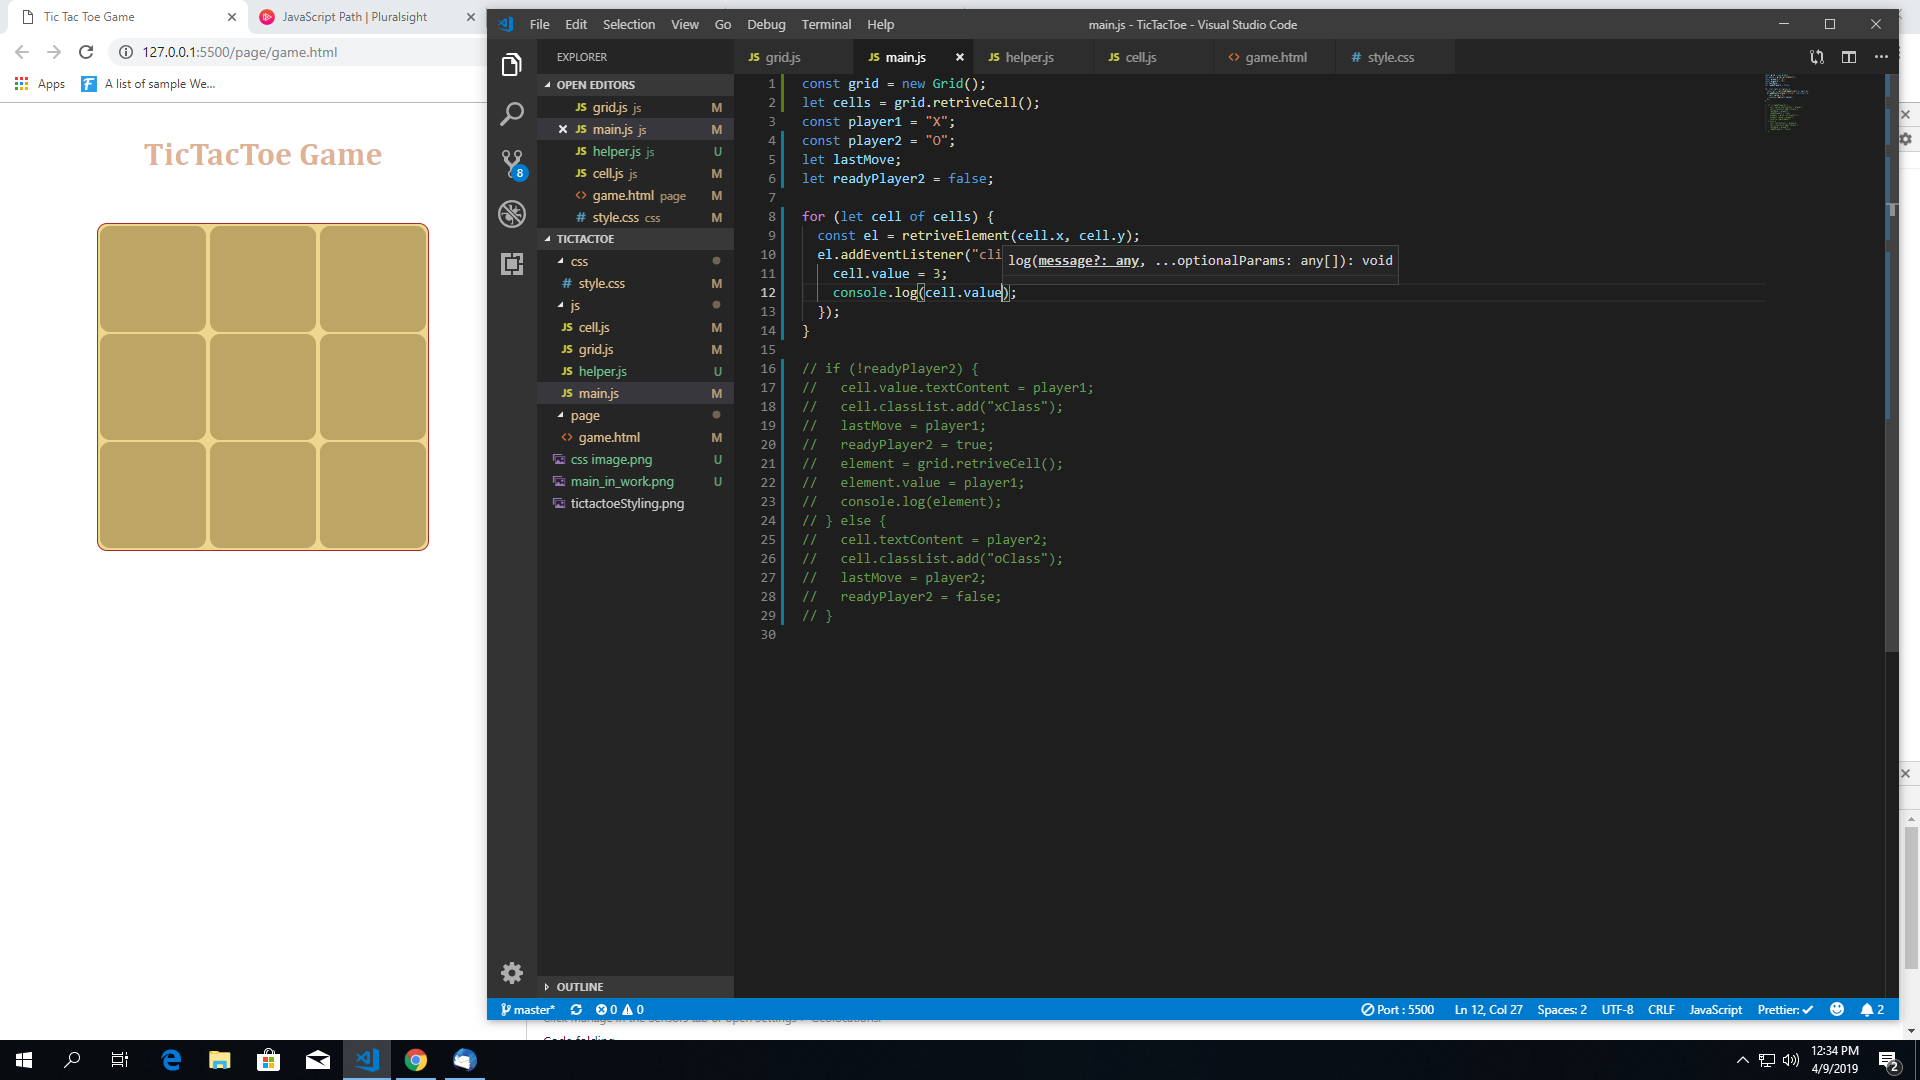 Tic Tac Toe Game
JavaScript Path | Pluralsight
127.0.0.1:5500/page/game.html
Apps
A list of sample We...
TicTacToe Game
File Edit Selection View Go Debug Terminal Help
main.js - TicTacToe - Visual Studio Code
EXPLORER
OPEN EDITORS
JS grid.js js M
JS main.js js M
JS helper.js js U
JS cell.js js M
<> game.html page M
# style.css css M
8
TICTACTOE
css
# style.css M
js
JS cell.js M
JS grid.js M
JS helper.js U
JS main.js M
page
<> game.html M
css image.png U
main_in_work.png U
tictactoeStyling.png
OUTLINE
JS grid.js
JS main.js
JS helper.js
JS cell.js
<> game.html
# style.css
1 const grid = new Grid();
2 let cells = grid.retriveCell();
3 const player1 = "X";
4 const player2 = "O";
5 let lastMove;
6 let readyPlayer2 = false;
7
8 for (let cell of cells) {
9 const el = retriveElement(cell.x, cell.y);
10 el.addEventListener("cli
log(message?: any, ...optionalParams: any[]): void
11 cell.value = 3;
12 console.log(cell.value);
13 });
14 }
15
16 // if (!readyPlayer2) {
17 // cell.value.textContent = player1;
18 // cell.classList.add("xClass");
19 // lastMove = player1;
20 // readyPlayer2 = true;
21 // element = grid.retriveCell();
22 // element.value = player1;
23 // console.log(element);
24 // } else {
25 // cell.textContent = player2;
26 // cell.classList.add("oClass");
27 // lastMove = player2;
28 // readyPlayer2 = false;
29 // }
30
master* 0 0
Port : 5500
Ln 12, Col 27
Spaces: 2
UTF-8
CRLF
JavaScript
Prettier: ✓
2
12:34 PM
4/9/2019
2